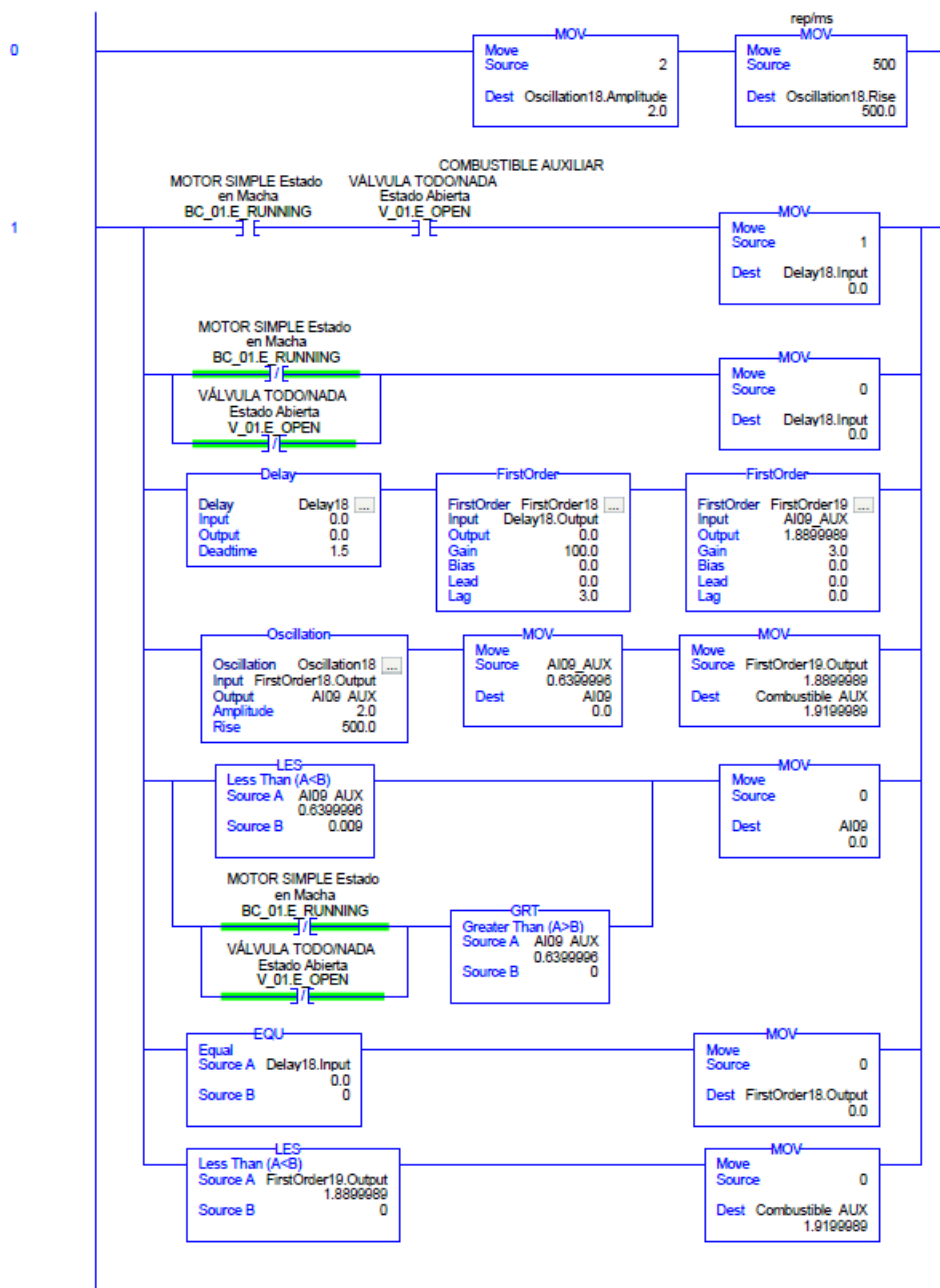 rep/ms
0
MOV
Move
Source 2
Dest Oscillation18.Amplitude
2.0
MOV
Move
Source 500
Dest Oscillation18.Rise
500.0
1
MOTOR SIMPLE Estado
en Macha
BC_01.E_RUNNING
COMBUSTIBLE AUXILIAR
VÁLVULA TODO/NADA
Estado Abierta
V_01.E_OPEN
MOV
Move
Source 1
Dest Delay18.Input
0.0
MOTOR SIMPLE Estado
en Macha
BC_01.E_RUNNING
VÁLVULA TODO/NADA
Estado Abierta
V_01.E_OPEN
MOV
Move
Source 0
Dest Delay18.Input
0.0
Delay
Delay Delay18 ...
Input 0.0
Output 0.0
Deadtime 1.5
FirstOrder
FirstOrder FirstOrder18 ...
Input Delay18.Output
Output 0.0
Gain 100.0
Bias 0.0
Lead 0.0
Lag 3.0
FirstOrder
FirstOrder FirstOrder19 ...
Input AI09_AUX
Output 1.8899989
Gain 3.0
Bias 0.0
Lead 0.0
Lag 0.0
Oscillation
Oscillation Oscillation18 ...
Input FirstOrder18.Output
Output AI09_AUX
Amplitude 2.0
Rise 500.0
MOV
Move
Source AI09_AUX
0.6399996
Dest AI09
0.0
MOV
Move
Source FirstOrder19.Output
1.8899989
Dest Combustible_AUX
1.9199989
LES
Less Than (A<B)
Source A AI09_AUX
0.6399996
Source B 0.009
MOV
Move
Source 0
Dest AI09
0.0
MOTOR SIMPLE Estado
en Macha
BC_01.E_RUNNING
VÁLVULA TODO/NADA
Estado Abierta
V_01.E_OPEN
GRT
Greater Than (A>B)
Source A AI09_AUX
0.6399996
Source B 0
EQU
Equal
Source A Delay18.Input
0.0
Source B 0
MOV
Move
Source 0
Dest FirstOrder18.Output
0.0
LES
Less Than (A<B)
Source A FirstOrder19.Output
1.8899989
Source B 0
MOV
Move
Source 0
Dest Combustible_AUX
1.9199989